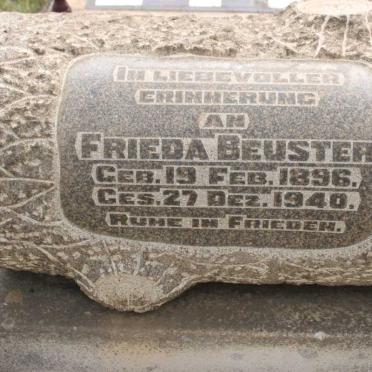 In liebevoller
Erinnerung
an
Frieda Beuster
Geb. 19 Feb. 1896.
Ges. 27 Dez. 1940.
Ruhe in Frieden.